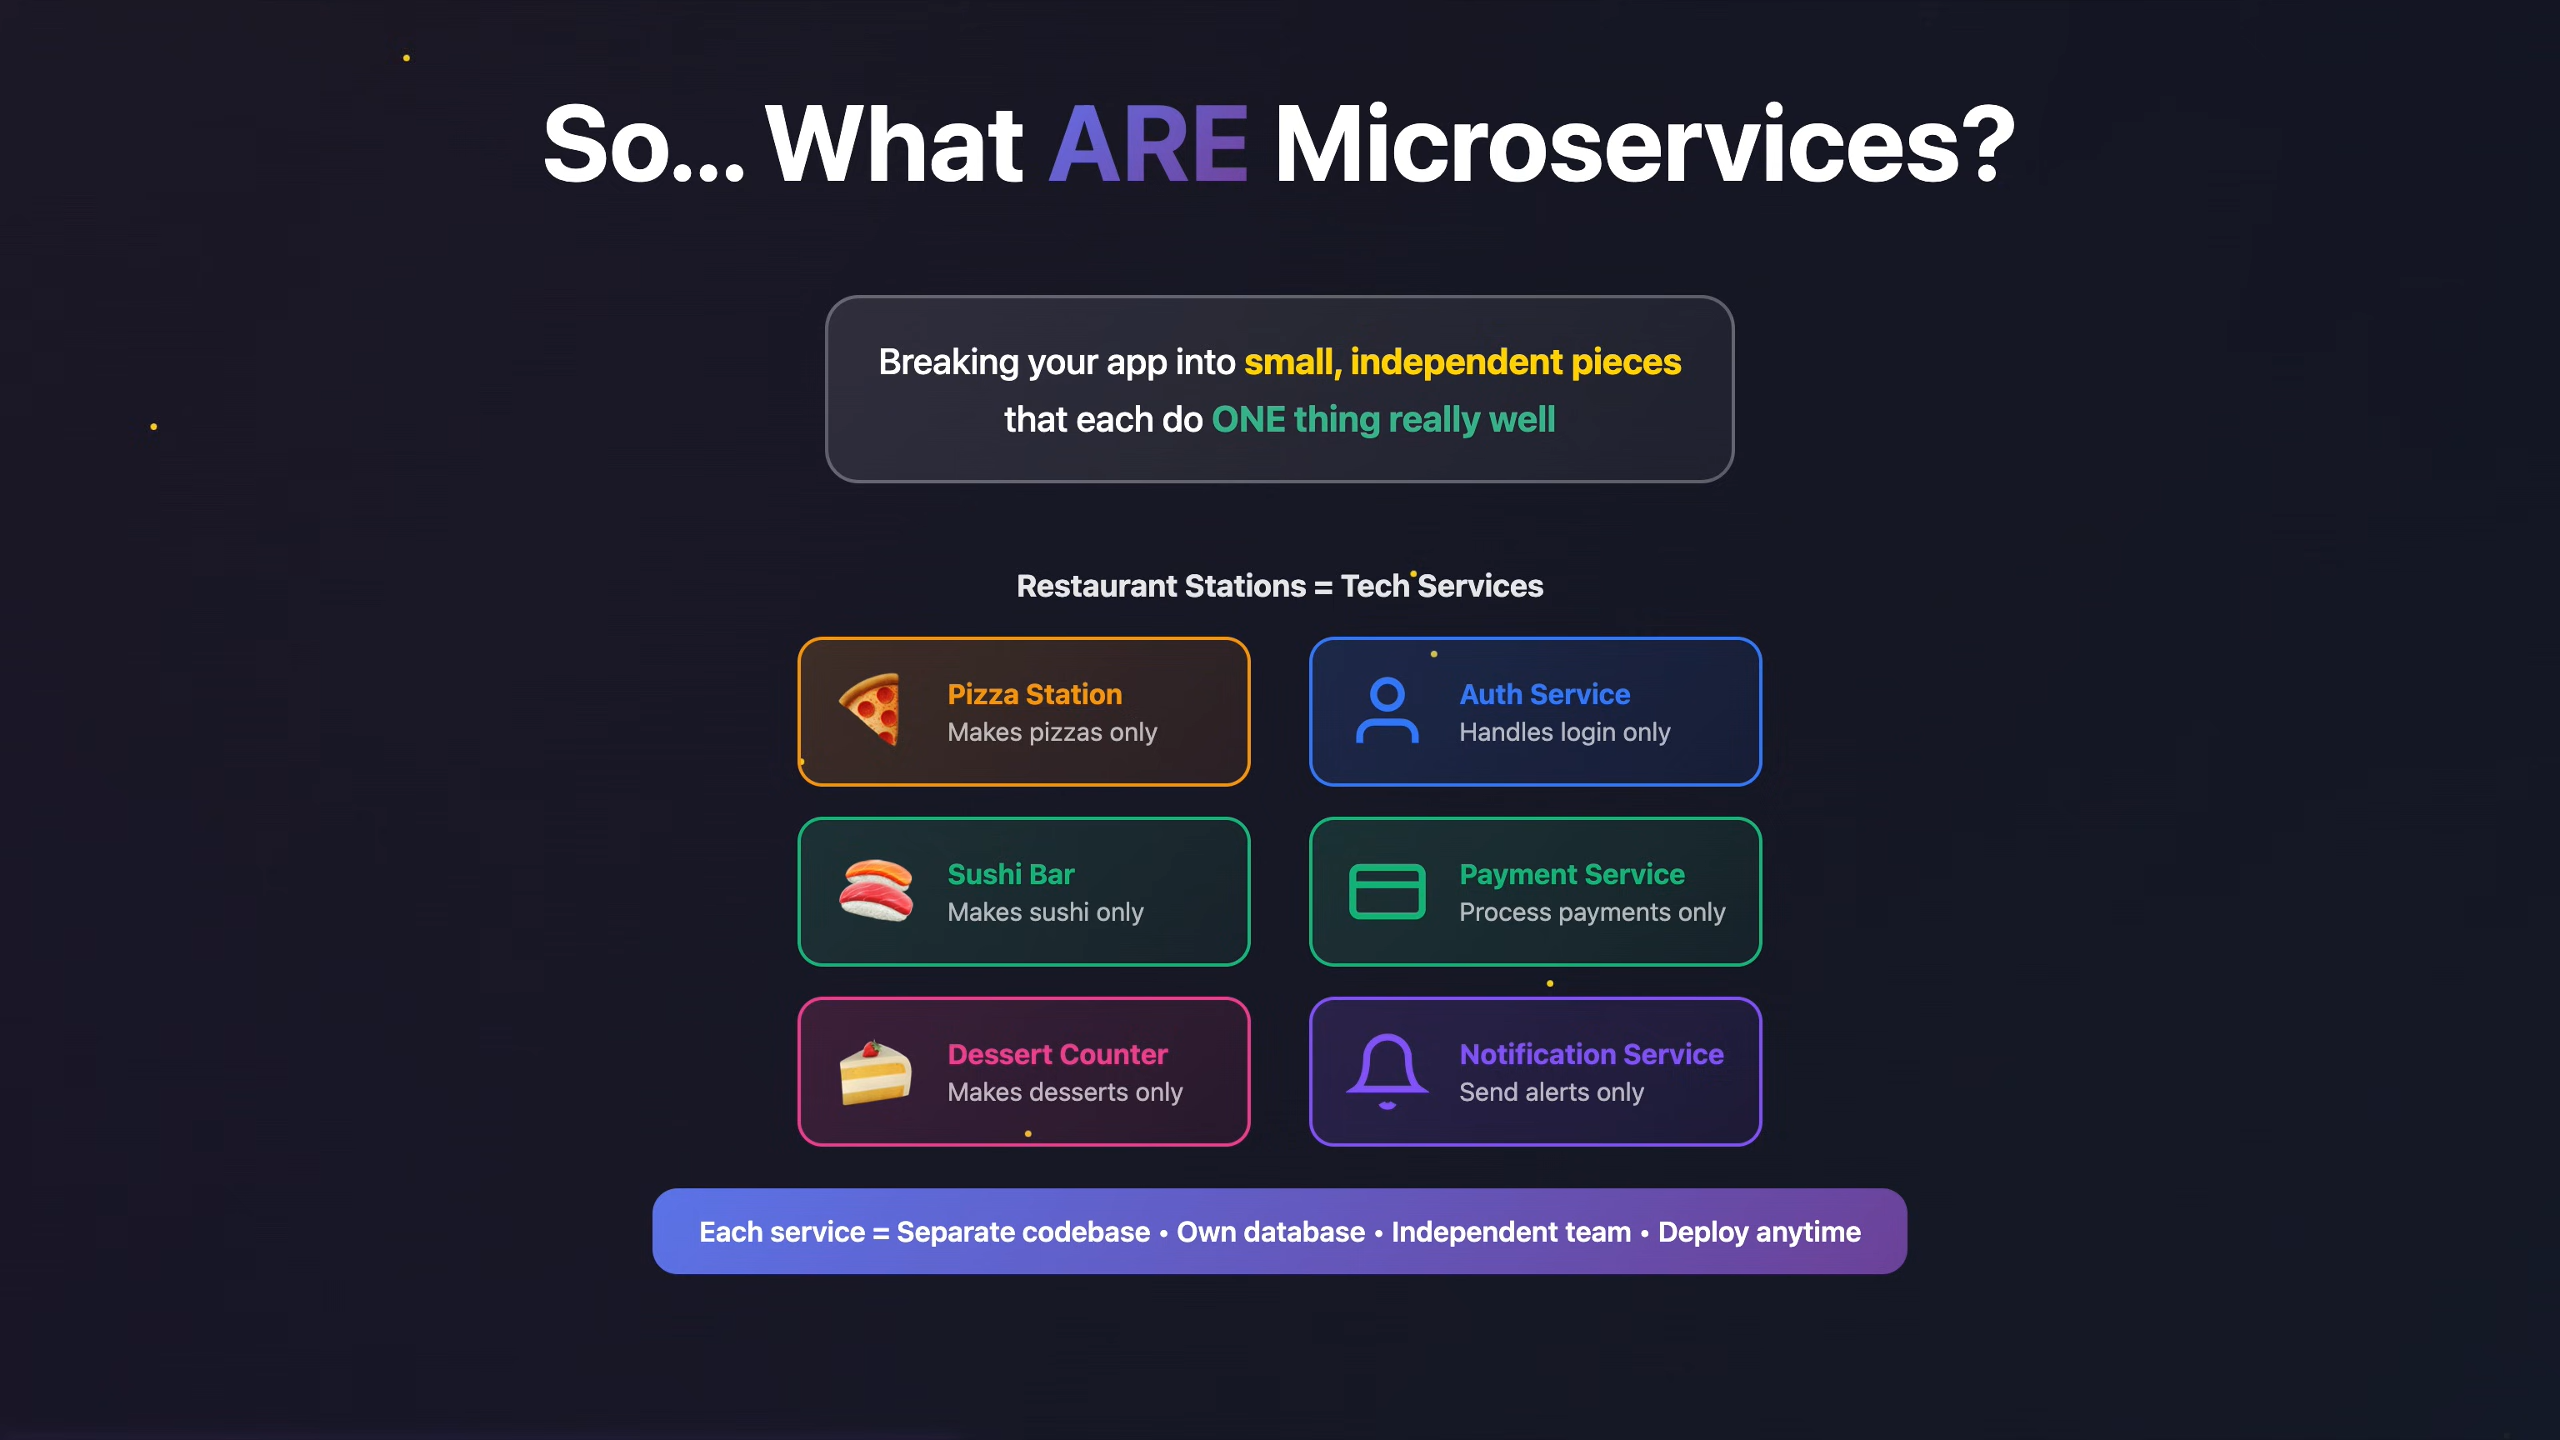 So... What ARE Microservices?
Breaking your app into small, independent pieces
that each do ONE thing really well
Restaurant Stations = Tech Services
Pizza Station
Makes pizzas only
Auth Service
Handles login only
Sushi Bar
Makes sushi only
Payment Service
Process payments only
Dessert Counter
Makes desserts only
Notification Service
Send alerts only
Each service = Separate codebase • Own database • Independent team • Deploy anytime